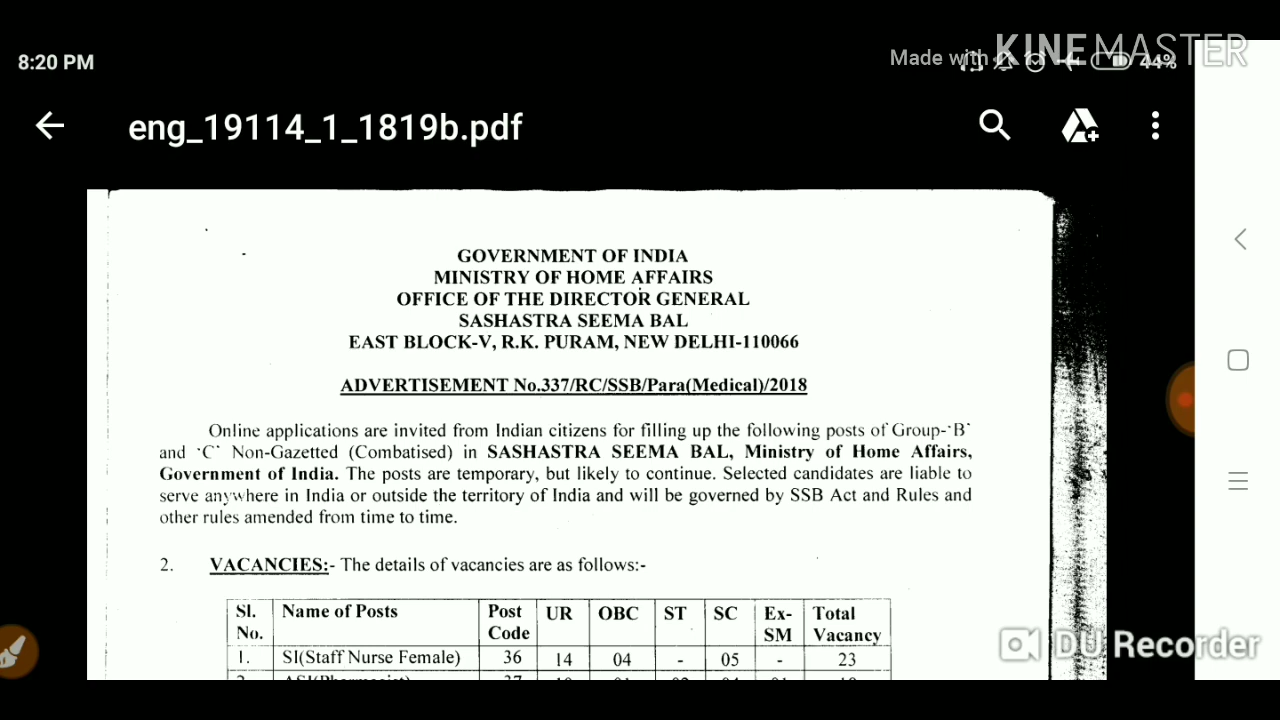 8:20 PM
Made with KINEMASTER
44%
eng_19114_1_1819b.pdf
GOVERNMENT OF INDIA
MINISTRY OF HOME AFFAIRS
OFFICE OF THE DIRECTOR GENERAL
SASHASTRA SEEMA BAL
EAST BLOCK-V, R.K. PURAM, NEW DELHI-110066
ADVERTISEMENT No.337/RC/SSB/Para(Medical)/2018
Online applications are invited from Indian citizens for filling up the following posts of Group-'B'
and 'C' Non-Gazetted (Combatised) in SASHASTRA SEEMA BAL, Ministry of Home Affairs,
Government of India. The posts are temporary, but likely to continue. Selected candidates are liable to
serve anywhere in India or outside the territory of India and will be governed by SSB Act and Rules and
other rules amended from time to time.
2. VACANCIES:- The details of vacancies are as follows:-
Sl. No. Name of Posts Post Code UR OBC ST SC Ex-SM Total Vacancy
1. SI(Staff Nurse Female) 36 14 04 - 05 - 23
DU Recorder